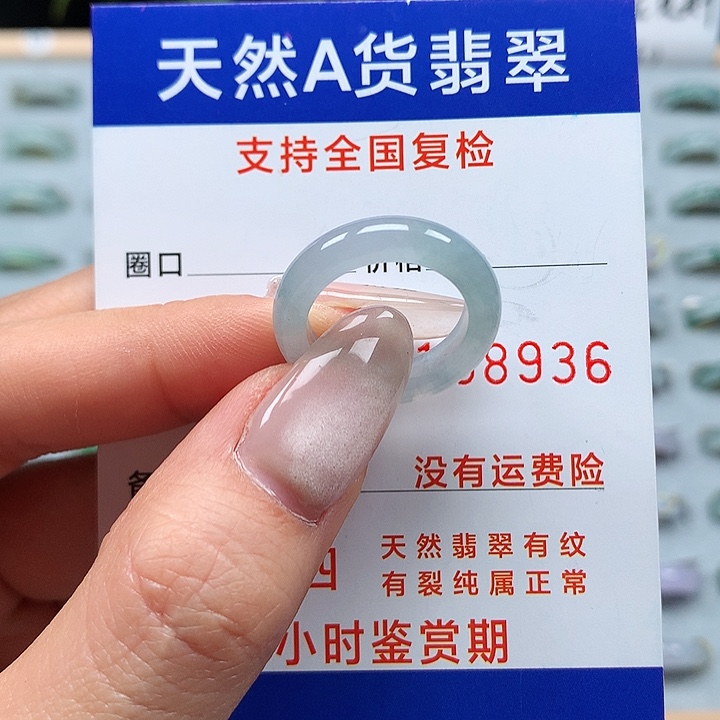 天然A货翡翠
支持全国复检
圈口
8936
没有运费险
天然翡翠有纹
四
有裂纯属正常
小时鉴赏期